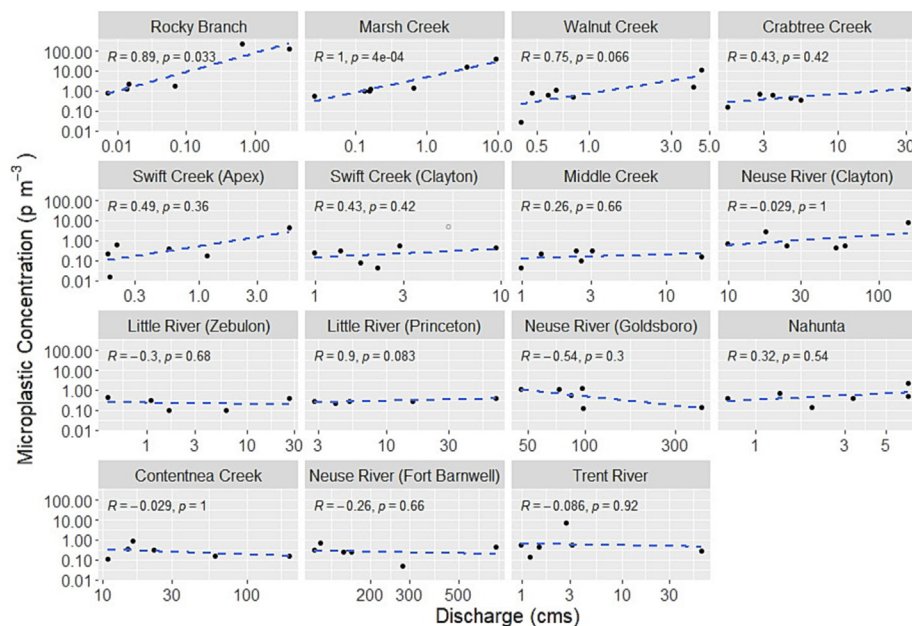 Rocky Branch Marsh Creek Walnut Creek Crabtree Creek
100.00 R = 0.89, p = 0.033 R = 1, p = 4e-04 R = 0.75, p = 0.066 R = 0.43, p = 0.42
10.00
1.00
0.10
0.01
0.01 0.10 1.00 0.1 1.0 10.0 0.5 1.0 5.0 3 10 30
Swift Creek (Apex) Swift Creek (Clayton) Middle Creek Neuse River (Clayton)
100.00 R = 0.49, p = 0.36 R = 0.43, p = 0.42 R = 0.26, p = 0.66 R = −0.029, p = 1
10.00
1.00
0.10
0.01
0.3 1.0 3.0 1 3 10 1 3 10 10 30 100
Little River (Zebulon) Little River (Princeton) Neuse River (Goldsboro) Nahunta
100.00 R = −0.3, p = 0.68 R = 0.9, p = 0.083 R = −0.54, p = 0.3 R = 0.32, p = 0.54
10.00
1.00
0.10
0.01
1 3 10 30 3 10 30 50 100 300 1 3 5
Contentnea Creek Neuse River (Fort Barnwell) Trent River
100.00 R = −0.029, p = 1 R = −0.26, p = 0.66 R = −0.086, p = 0.92
10.00
1.00
0.10
0.01
10 30 100 200 300 500 1 3 10 30
Microplastic Concentration (p m⁻³)
Discharge (cms)